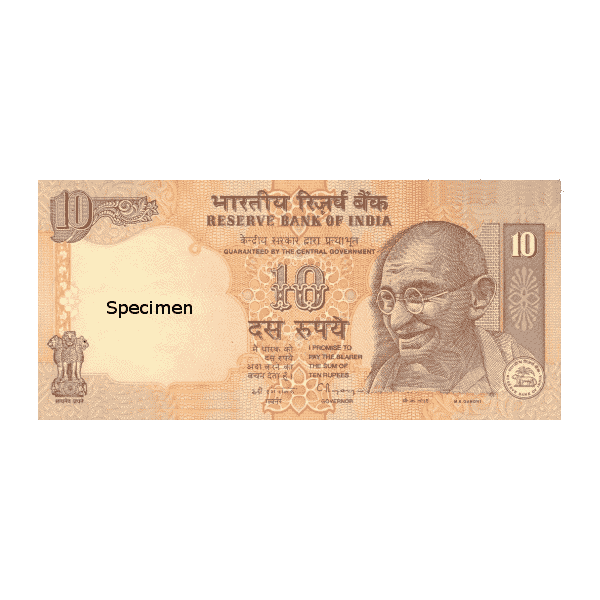 10
भारतीय रिज़र्व बैंक
RESERVE BANK OF INDIA
केन्द्रीय सरकार द्वारा प्रत्याभूत
GUARANTEED BY THE CENTRAL GOVERNMENT
10
10
Specimen
दस रुपये
मैं धारक को
दस रुपये
अदा करने का
वचन देता हूँ।
I PROMISE TO
PAY THE BEARER
THE SUM OF
TEN RUPEES
सत्यमेव जयते
गवर्नर
GOVERNOR
M.K. GANDHI